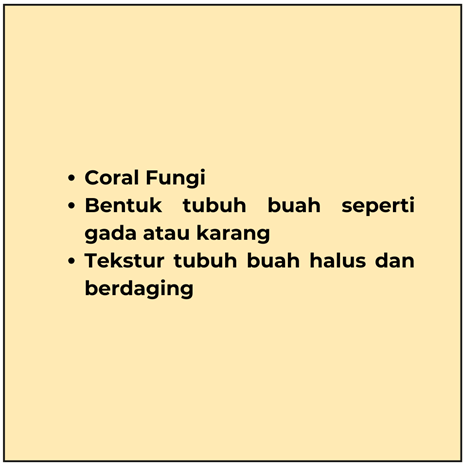 • Coral Fungi
• Bentuk tubuh buah seperti
gada atau karang
• Tekstur tubuh buah halus dan
berdaging